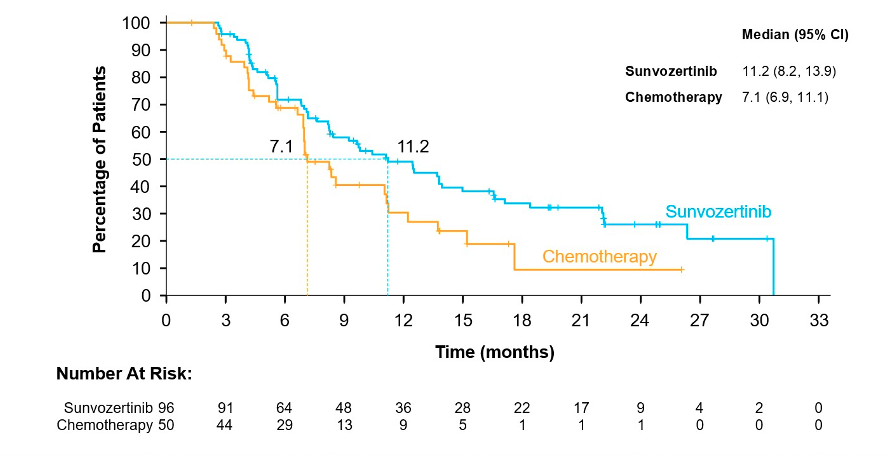 Median (95% CI)
Sunvozertinib 11.2 (8.2, 13.9)
Chemotherapy 7.1 (6.9, 11.1)
Percentage of Patients
100
90
80
70
60
50
40
30
20
10
0
7.1
11.2
Sunvozertinib
Chemotherapy
0 3 6 9 12 15 18 21 24 27 30 33
Time (months)
Number At Risk:
Sunvozertinib 96 91 64 48 36 28 22 17 9 4 2 0
Chemotherapy 50 44 29 13 9 5 1 1 1 0 0 0